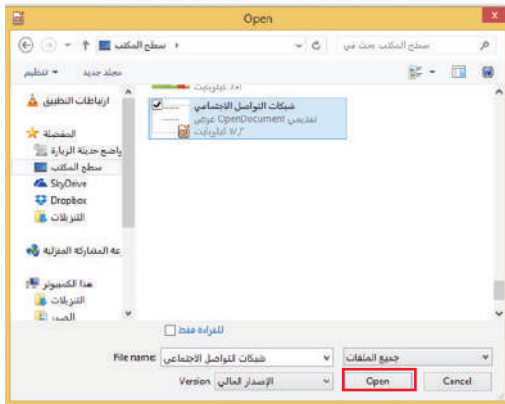 Open
سطح المكتب
سطح المكتب بحث في
تنظيم
مجلد جديد
كيلوبايت
ارتباطات التطبيق
شبكات التواصل الاجتماعي
عرض OpenDocument تقديمي
كيلوبايت
المفضلة
واضع حديثة الزيارة
سطح المكتب
SkyDrive
Dropbox
التنزيلات
عة المشاركة المنزلية
هذا الكمبيوتر
التنزيلات
الصور
للقراءة فقط
File name: شبكات التواصل الاجتماعي
جميع الملفات
Version الإصدار الحالي
Open
Cancel